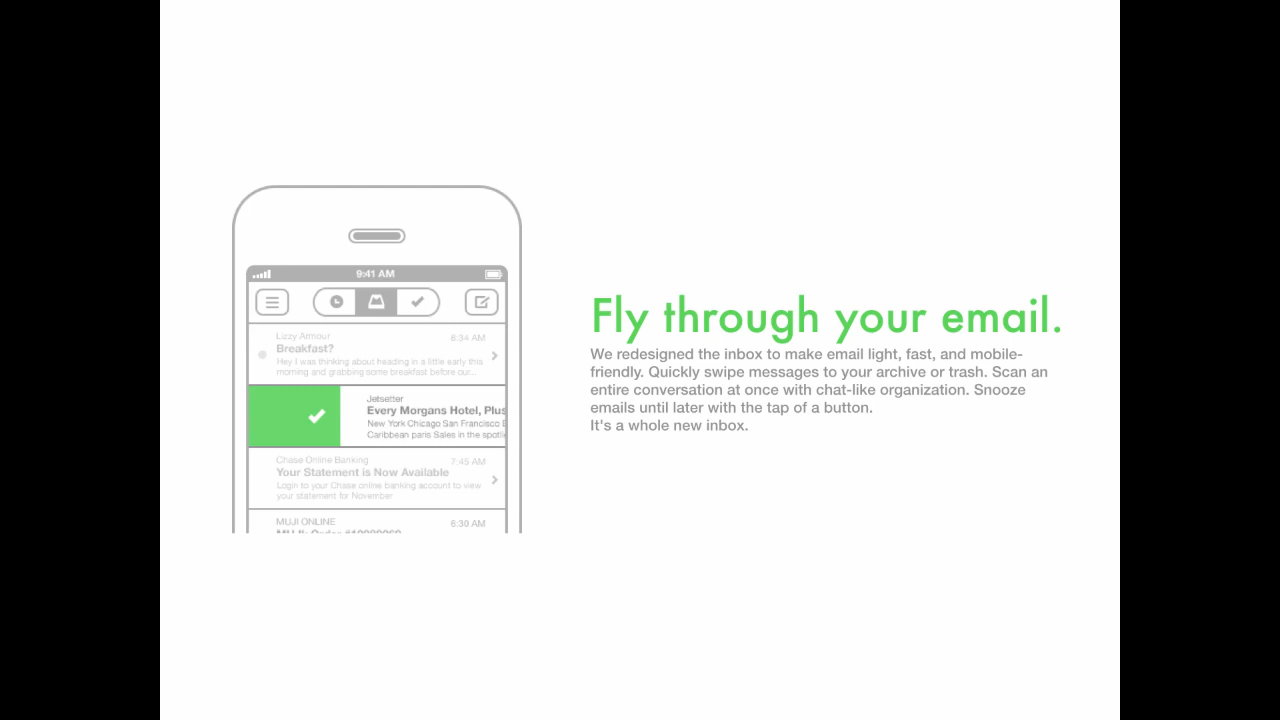 9:41 AM
Lizzy Armour
8:34 AM
Breakfast?
Hey I was thinking about heading in a little early this
morning and grabbing some breakfast before our...
Jetsetter
Every Morgans Hotel, Plus
New York Chicago San Francisco
Caribbean paris Sales in the
Chase Online Banking
7:45 AM
Your Statement is Now Available
Login to your Chase online banking account to view
your statement for November
MUJI ONLINE
6:30 AM
Fly through your email.
We redesigned the inbox to make email light, fast, and mobile-
friendly. Quickly swipe messages to your archive or trash. Scan an
entire conversation at once with chat-like organization. Snooze
emails until later with the tap of a button.
It's a whole new inbox.